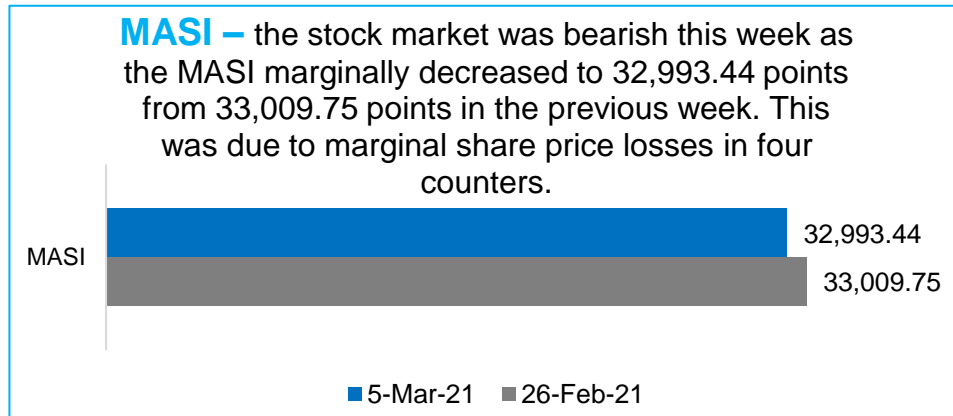 MASI – the stock market was bearish this week as
the MASI marginally decreased to 32,993.44 points
from 33,009.75 points in the previous week. This
was due to marginal share price losses in four
counters.
32,993.44
MASI
33,009.75
5-Mar-21 26-Feb-21